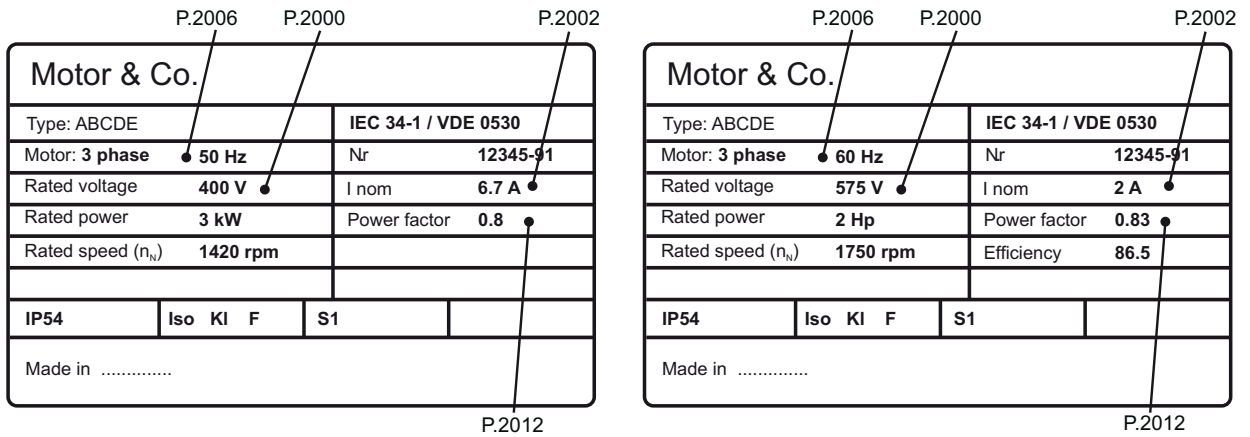 P.2006 P.2000 P.2002
Motor & Co.
Type: ABCDE IEC 34-1 / VDE 0530
Motor: 3 phase 50 Hz Nr 12345-91
Rated voltage 400 V I nom 6.7 A
Rated power 3 kW Power factor 0.8
Rated speed (nN) 1420 rpm
IP54 Iso Kl F S1
Made in ..............
P.2012
P.2006 P.2000 P.2002
Motor & Co.
Type: ABCDE IEC 34-1 / VDE 0530
Motor: 3 phase 60 Hz Nr 12345-91
Rated voltage 575 V I nom 2 A
Rated power 2 Hp Power factor 0.83
Rated speed (nN) 1750 rpm Efficiency 86.5
IP54 Iso Kl F S1
Made in ..............
P.2012